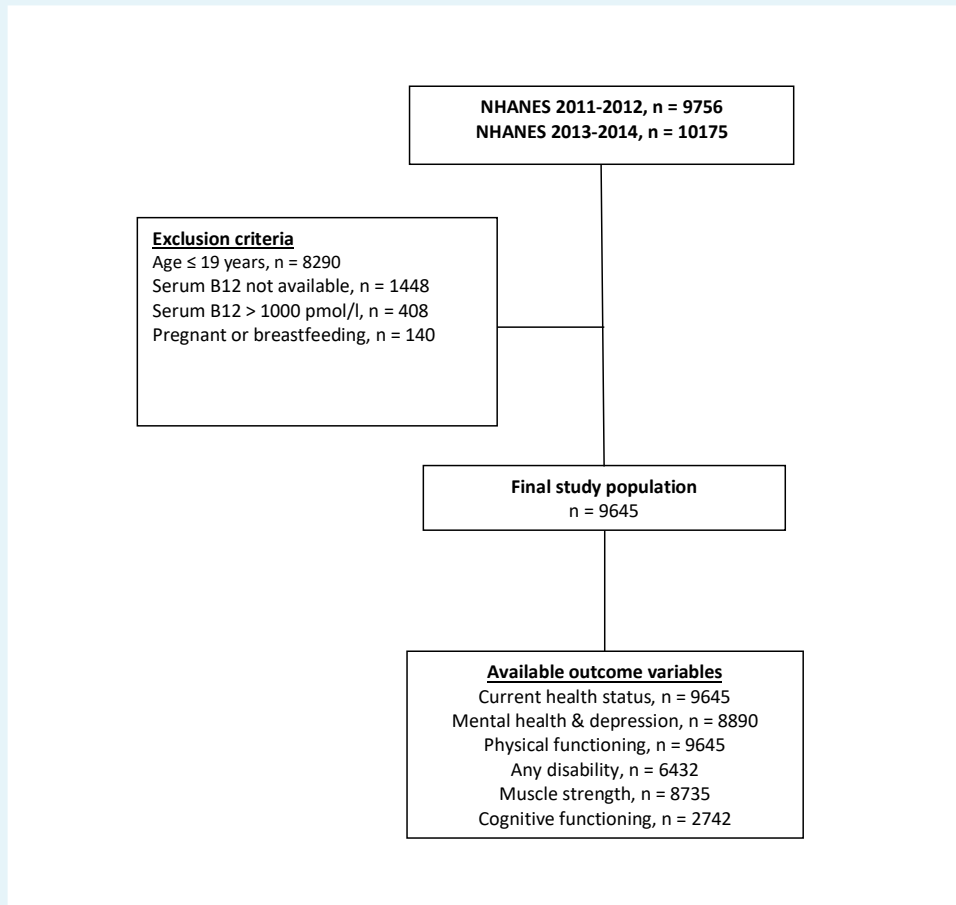 NHANES 2011-2012, n = 9756
NHANES 2013-2014, n = 10175
Exclusion criteria
Age ≤ 19 years, n = 8290
Serum B12 not available, n = 1448
Serum B12 > 1000 pmol/l, n = 408
Pregnant or breastfeeding, n = 140
Final study population
n = 9645
Available outcome variables
Current health status, n = 9645
Mental health & depression, n = 8890
Physical functioning, n = 9645
Any disability, n = 6432
Muscle strength, n = 8735
Cognitive functioning, n = 2742